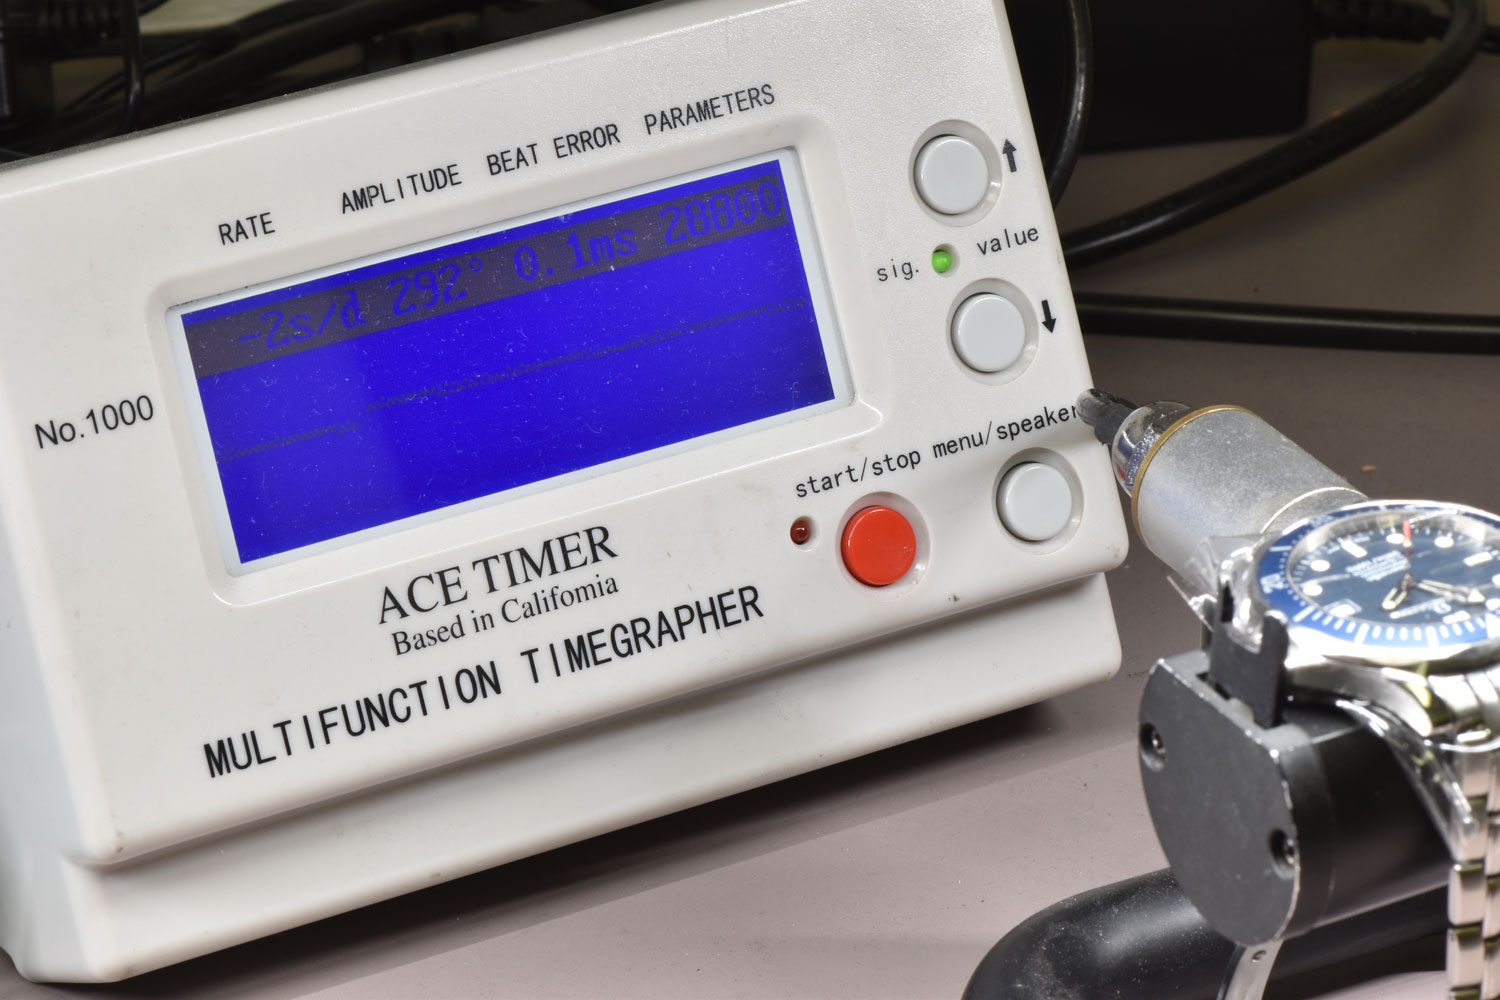 RATE AMPLITUDE BEAT ERROR PARAMETERS
-2s/d 292° 0.1ms 28800
sig. value
No.1000
start/stop menu/speaker
ACE TIMER
Based in California
MULTIFUNCTION TIMEGRAPHER